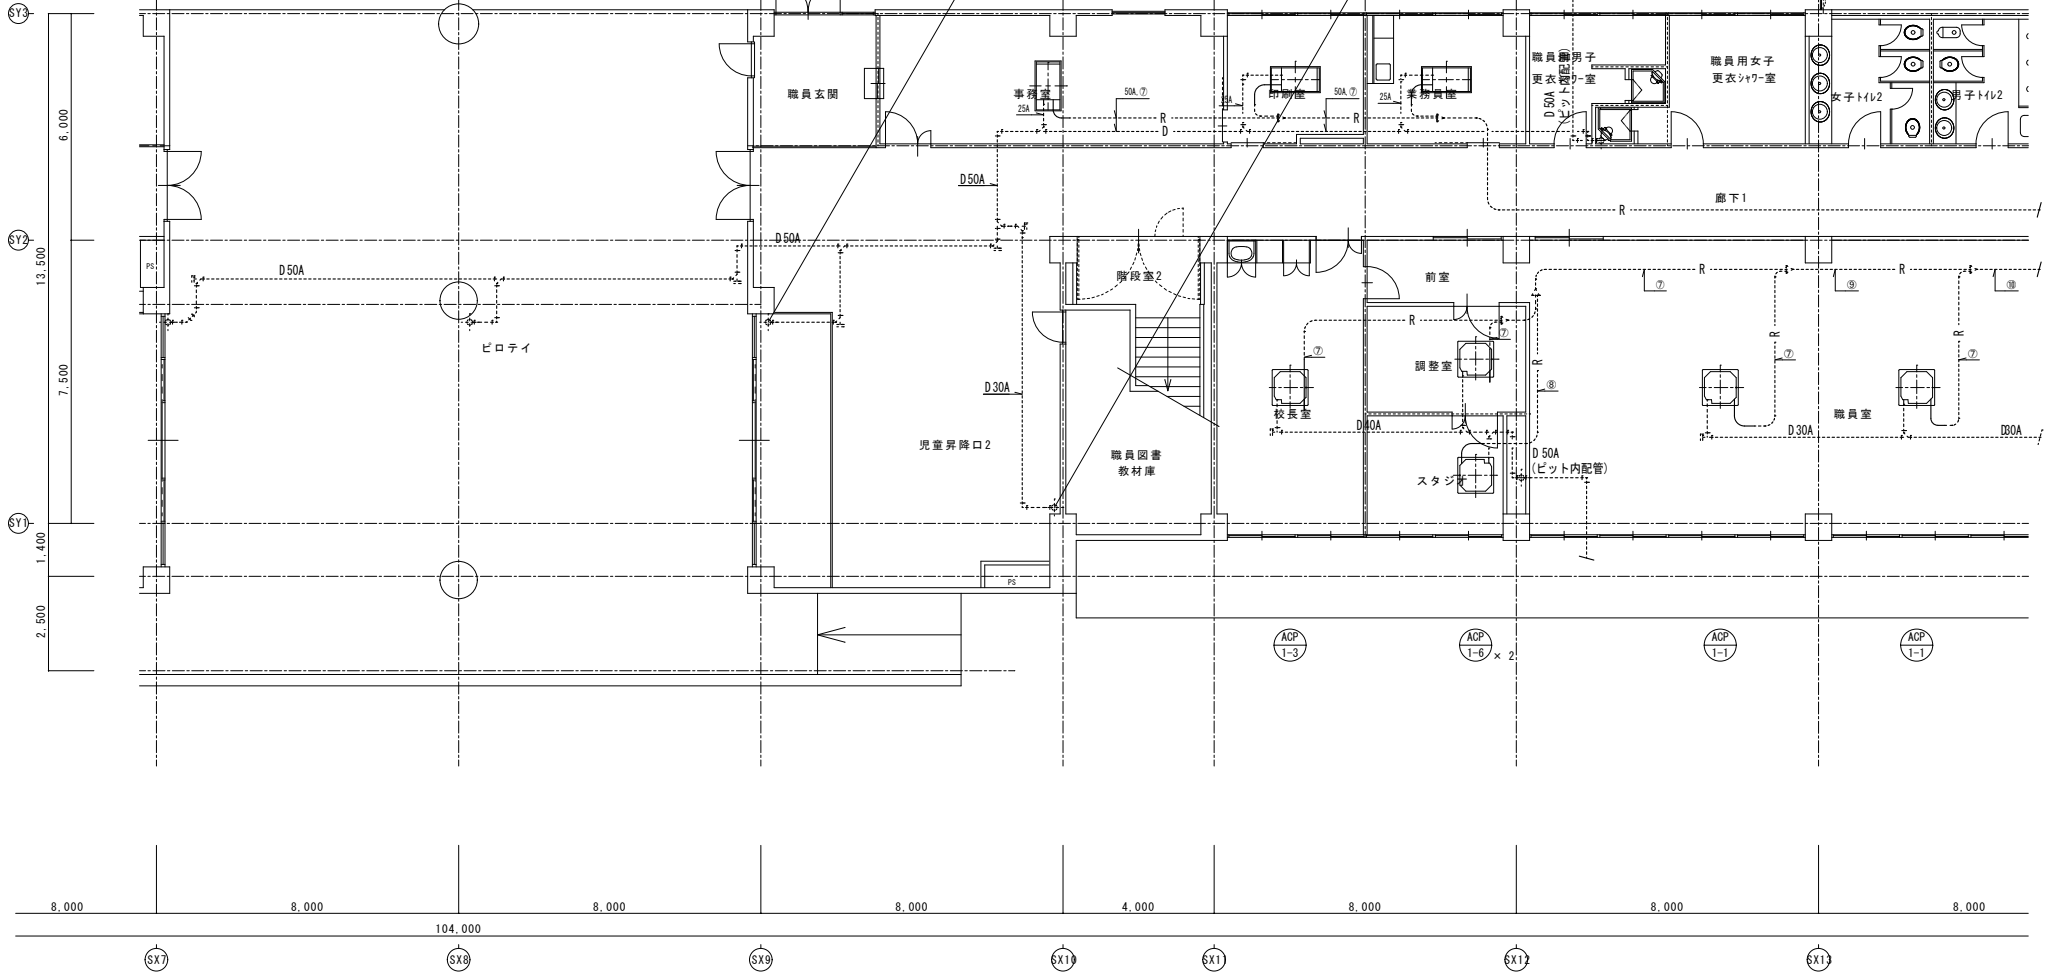 SY3
職員玄関
事務室
25A
50A.⑦
R
D
印刷室
50A.⑦
R
25A
業務員室
更衣シャワー室
D 50A
職員用女子
更衣シャワー室
女子トイレ2
男子トイレ2
6,000
D50A
廊下1
R
SY2
13,500
PS
D50A
D50A
階段室2
前室
R
⑦
R
⑨
⑩
ピロテイ
R
⑦
⑦
調整室
R
⑧
R
⑦
R
⑦
7,500
D30A
校長室
D40A
職員室
D30A
D30A
児童昇降口2
職員図書
教材庫
スタジオ
D 50A
(ピット内配管)
SY1
1,400
PS
2,500
ACP
1-3
ACP
1-6
× 2
ACP
1-1
ACP
1-1
8,000
8,000
8,000
8,000
4,000
8,000
8,000
8,000
104,000
SX7
SX8
SX9
SX10
SX11
SX12
SX13